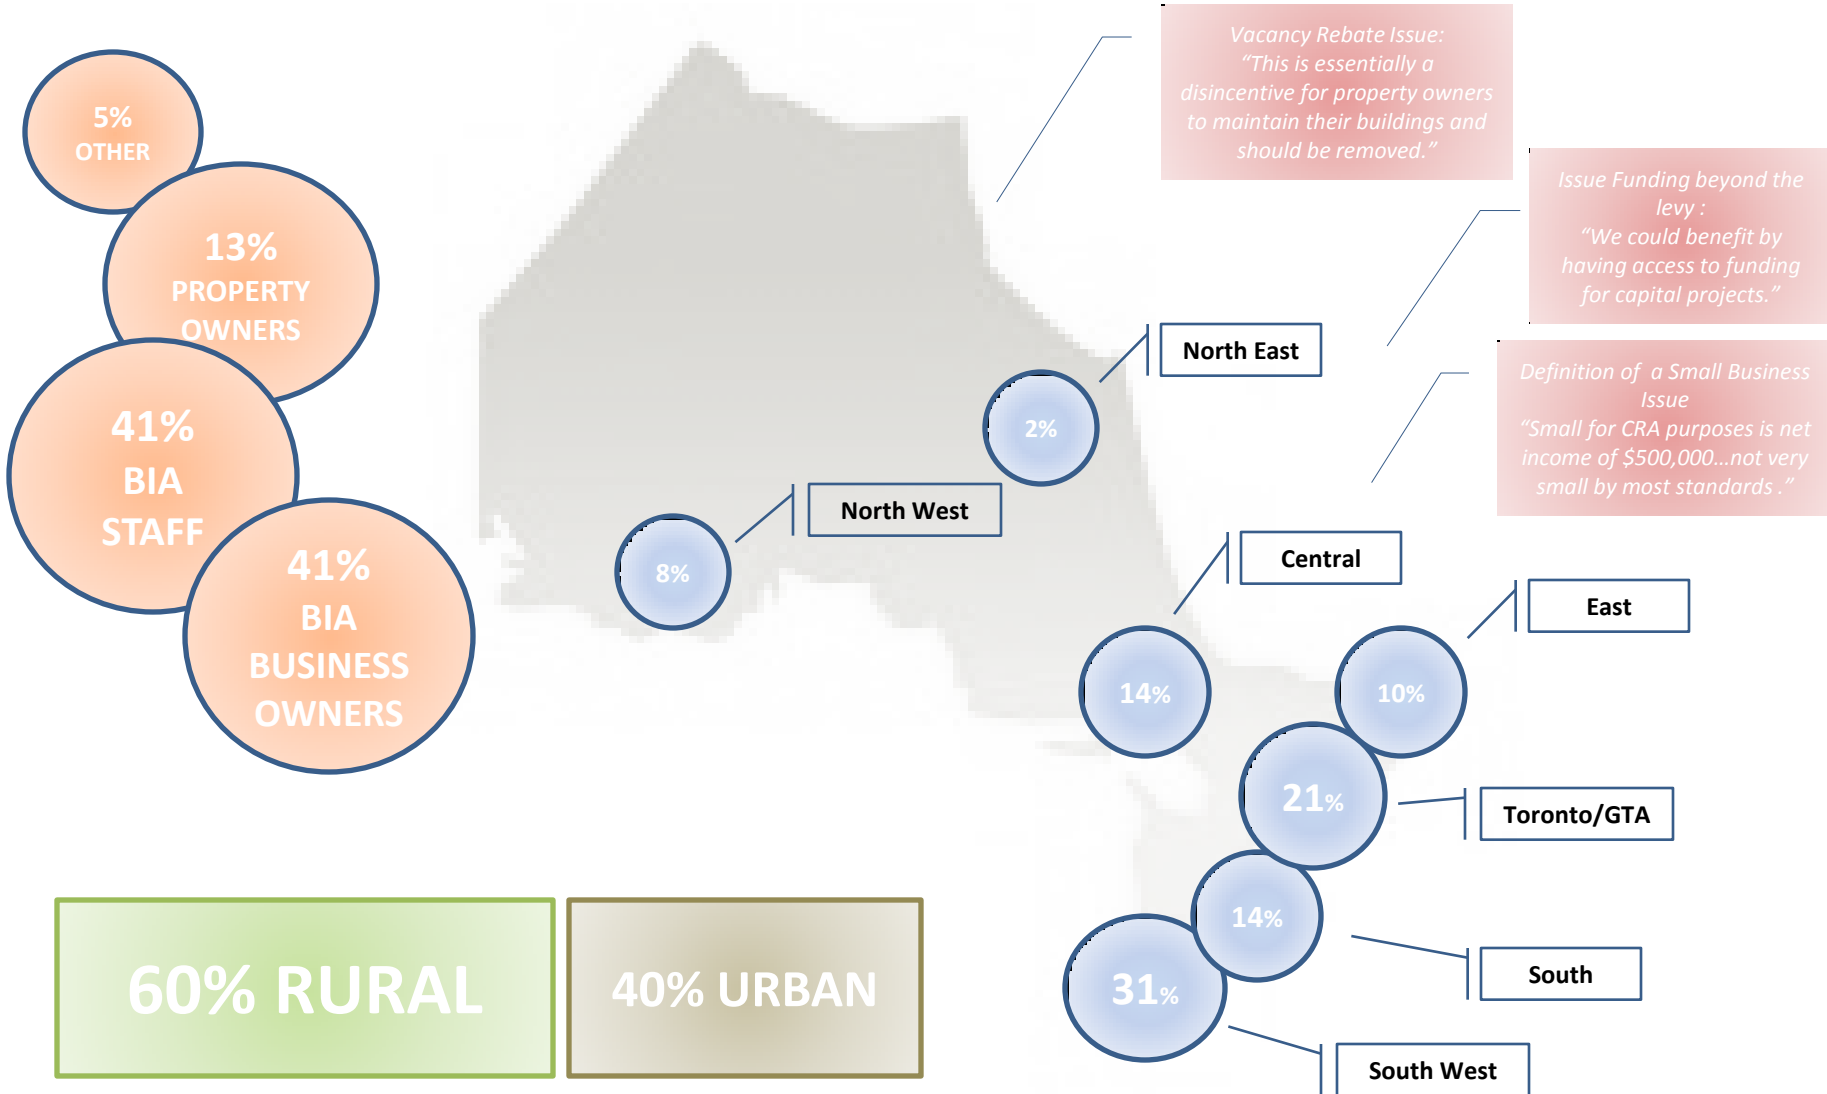 5%
OTHER
13%
PROPERTY
OWNERS
41%
BIA
STAFF
41%
BIA
BUSINESS
OWNERS
Vacancy Rebate Issue:
“This is essentially a
disincentive for property owners
to maintain their buildings and
should be removed.”
Issue Funding beyond the
levy :
“We could benefit by
having access to funding
for capital projects.”
Definition of  a Small Business
Issue
“Small for CRA purposes is net
income of $500,000…not very
small by most standards .”
North East
2%
North West
8%
Central
14%
East
10%
21%
Toronto/GTA
14%
South
31%
South West
60% RURAL
40% URBAN